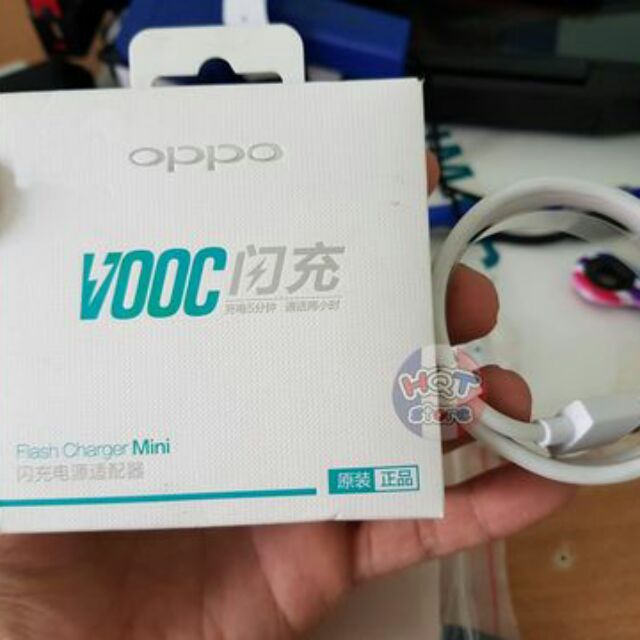 oppo
VOOC闪充
充电5分钟 通话两小时
HQT
store
Flash Charger Mini
闪充电源适配器
原装 正品